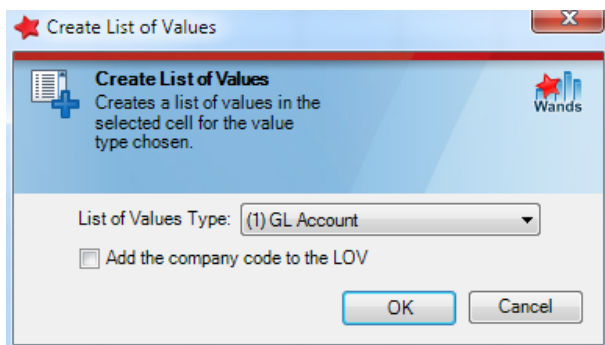 Create List of Values
X
Create List of Values
Creates a list of values in the
selected cell for the value
type chosen.
Wands
List of Values Type: (1) GL Account
Add the company code to the LOV
OK Cancel